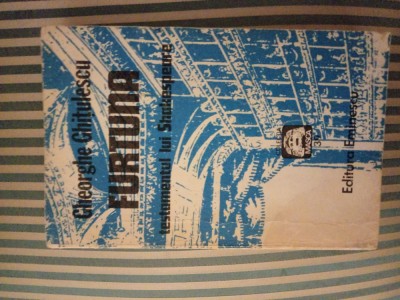 Gheorghe Ghițulescu
FURTUNA
testamentul lui Shakespeare
Editura Eminescu